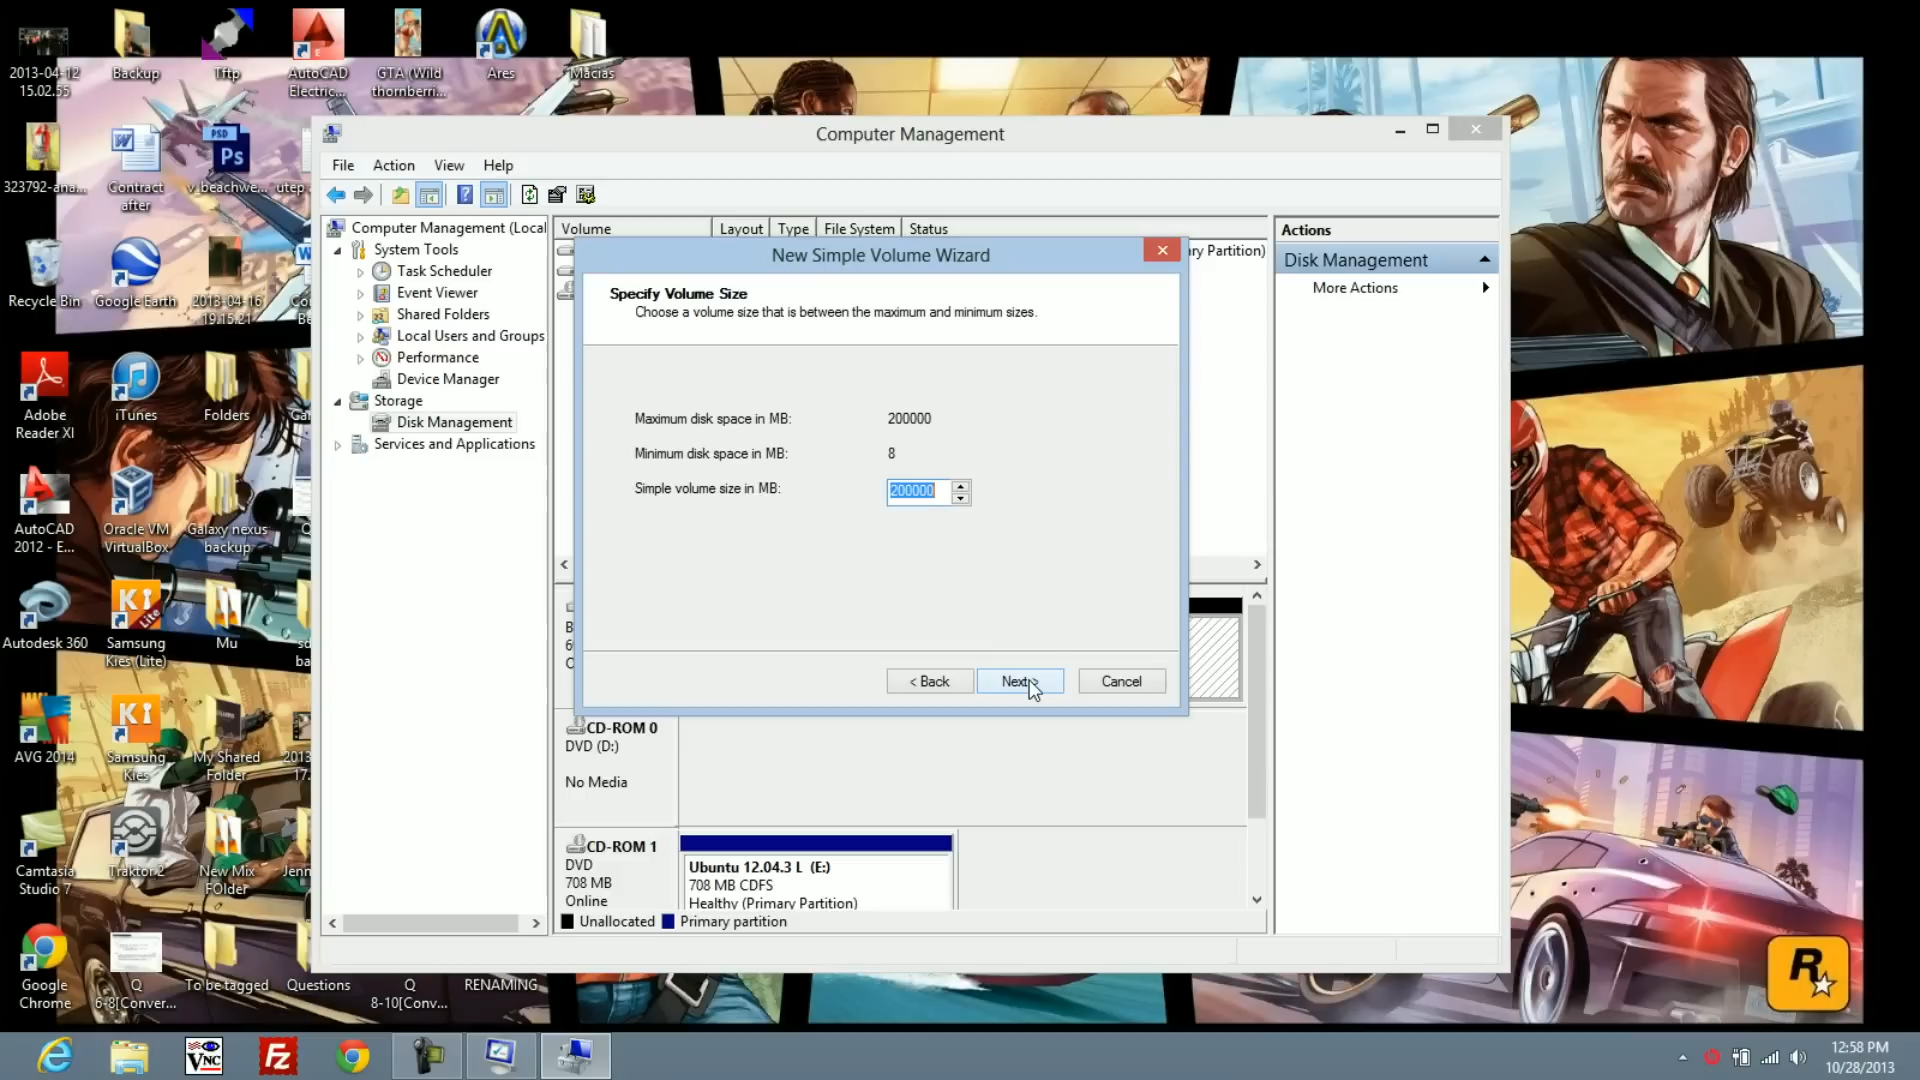 2013-04-12
15.02.55
Backup
Tftp
AutoCAD
Electric...
GTA (Wild
thornberri...
Ares
Macias
323792-ana...
Contract
after
v_beachwe...
utep
Recycle Bin
Google Earth
2013-04-16
19.15.21
Adobe
Reader XI
iTunes
Folders
AutoCAD
2012 - E...
Oracle VM
VirtualBox
Galaxy nexus
backup
Autodesk 360
Samsung
Kies (Lite)
Mu
AVG 2014
Samsung
Kies
My Shared
Folder
Camtasia
Studio 7
Traktor 2
New Mix
FOlder
Jenn
Google
Chrome
Q
6-8[Conver...
To be tagged
Questions
Q
8-10[Conv...
RENAMING
Computer Management
File Action View Help
Computer Management (Local
System Tools
Task Scheduler
Event Viewer
Shared Folders
Local Users and Groups
Performance
Device Manager
Storage
Disk Management
Services and Applications
Volume Layout Type File System Status
ry Partition)
Actions
Disk Management
More Actions
New Simple Volume Wizard
Specify Volume Size
Choose a volume size that is between the maximum and minimum sizes.
Maximum disk space in MB: 200000
Minimum disk space in MB: 8
Simple volume size in MB: 200000
< Back Next > Cancel
CD-ROM 0
DVD (D:)
No Media
CD-ROM 1
DVD
708 MB
Online
Ubuntu 12.04.3 L (E:)
708 MB CDFS
Healthy (Primary Partition)
Unallocated Primary partition
12:58 PM
10/28/2013